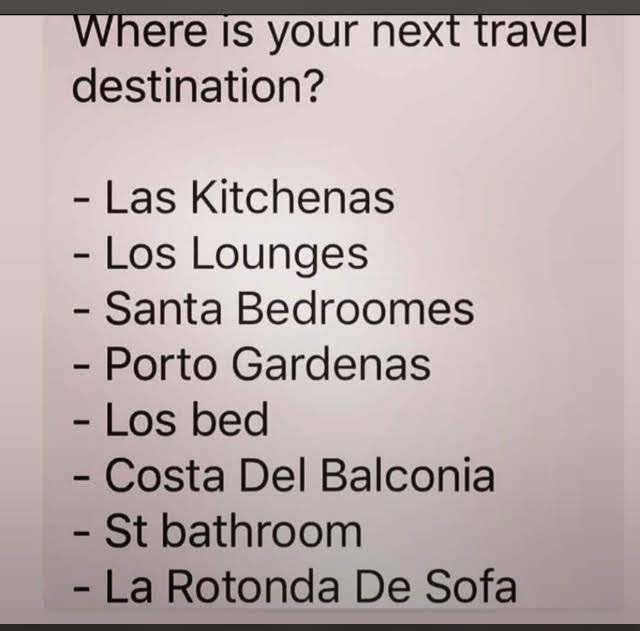 Where is your next travel
destination?
- Las Kitchenas
- Los Lounges
- Santa Bedroomes
- Porto Gardenas
- Los bed
- Costa Del Balconia
- St bathroom
- La Rotonda De Sofa